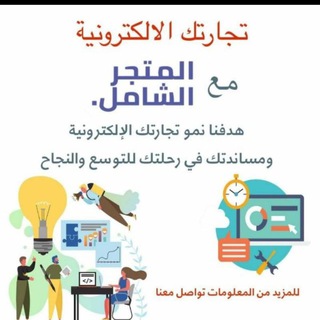 تجارتك الالكترونية
مع المتجر
الشامل.
هدفنا نمو تجارتك الإلكترونية
ومساندتك في رحلتك للتوسع والنجاح
للمزيد من المعلومات تواصل معنا